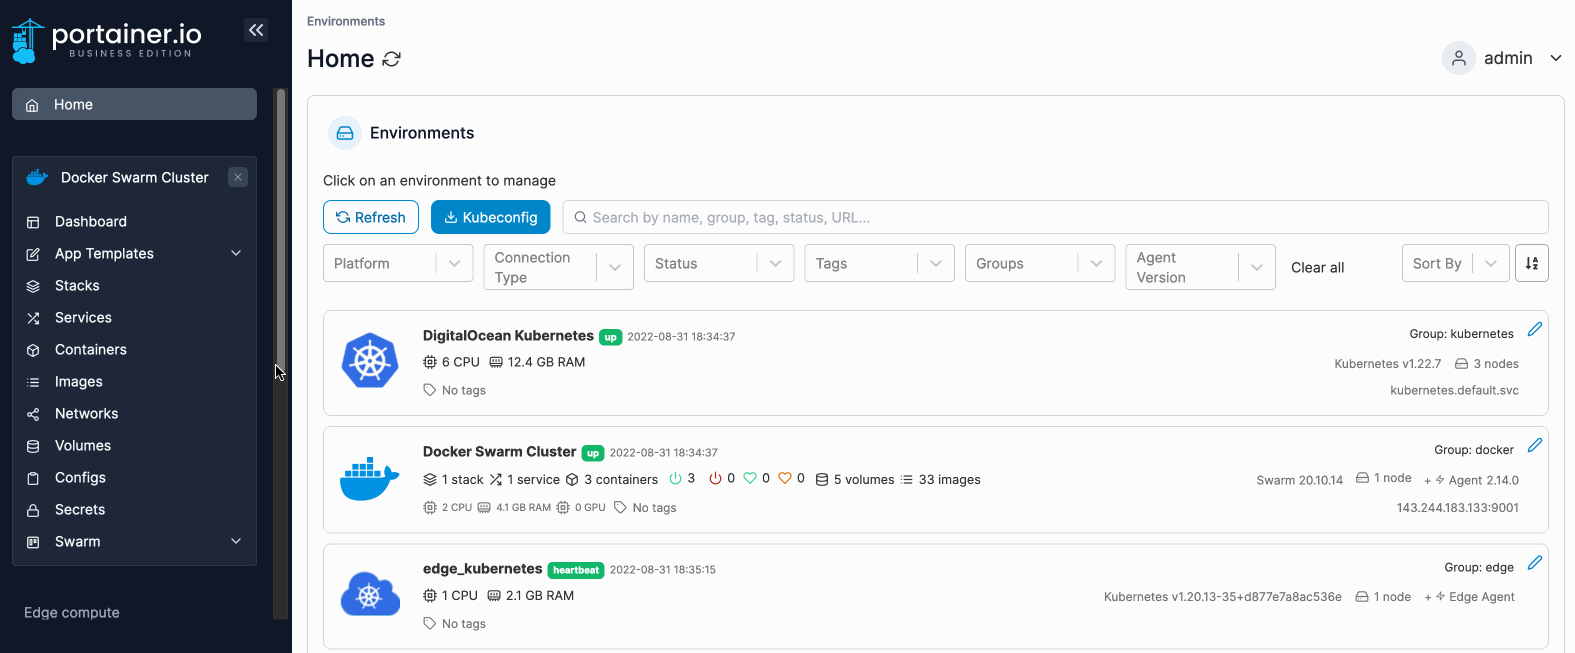 portainer.io
BUSINESS EDITION
Home
Docker Swarm Cluster
Dashboard
App Templates
Stacks
Services
Containers
Images
Networks
Volumes
Configs
Secrets
Swarm
Edge compute
Environments
Home
admin
Environments
Click on an environment to manage
Refresh Kubeconfig Search by name, group, tag, status, URL...
Platform Connection Type Status Tags Groups Agent Version Clear all Sort By
DigitalOcean Kubernetes up 2022-08-31 18:34:37 Group: kubernetes
6 CPU 12.4 GB RAM Kubernetes v1.22.7 3 nodes
No tags kubernetes.default.svc
Docker Swarm Cluster up 2022-08-31 18:34:37 Group: docker
1 stack 1 service 3 containers 3 0 0 0 5 volumes 33 images Swarm 20.10.14 1 node + Agent 2.14.0
2 CPU 4.1 GB RAM 0 GPU No tags 143.244.183.133:9001
edge_kubernetes heartbeat 2022-08-31 18:35:15 Group: edge
1 CPU 2.1 GB RAM Kubernetes v1.20.13-35+d877e7a8ac536e 1 node + Edge Agent
No tags